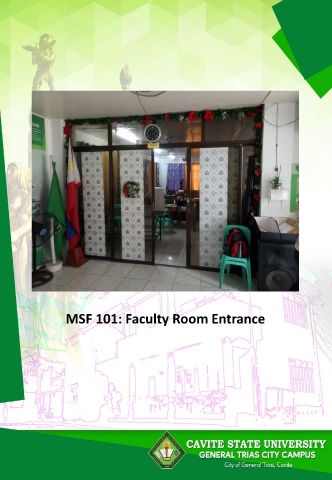 MSF 101: Faculty Room Entrance
CAVITE STATE UNIVERSITY
GENERAL TRIAS CITY CAMPUS
City of General Trias, Cavite